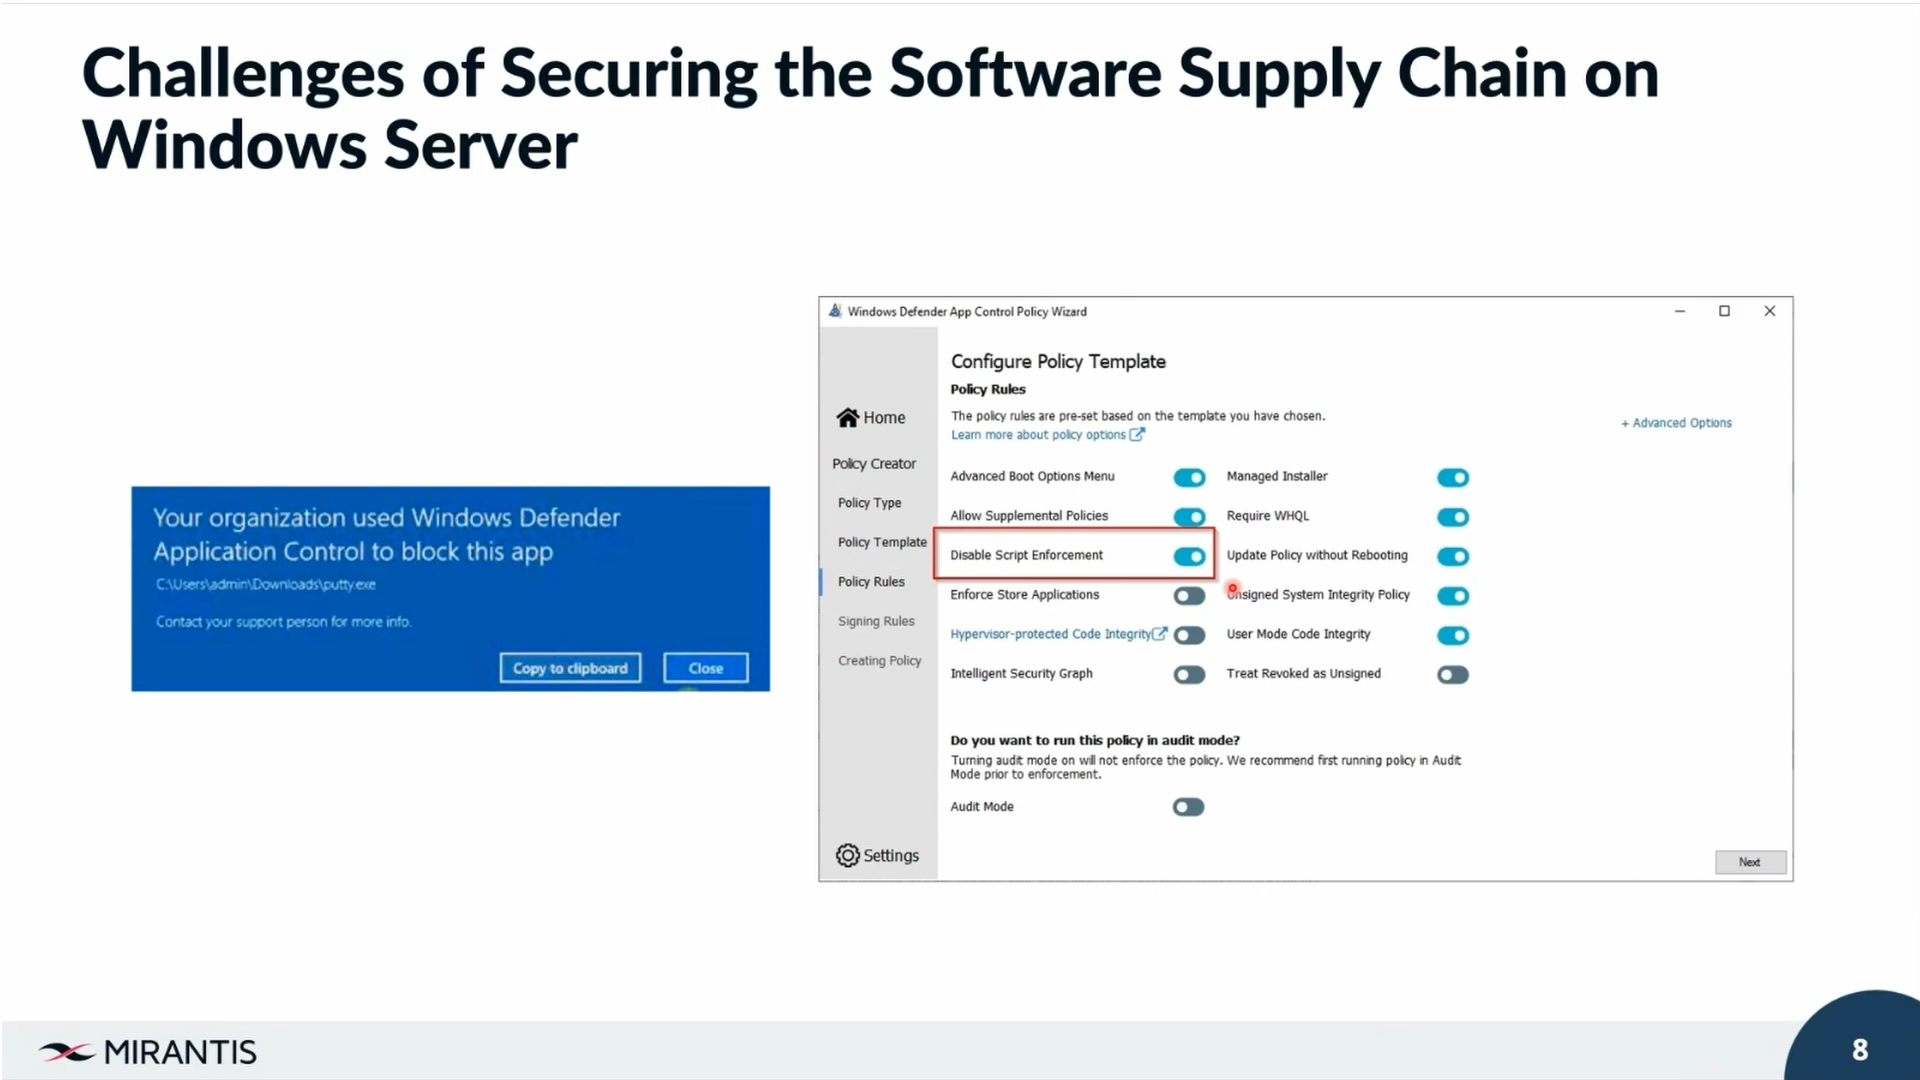 Challenges of Securing the Software Supply Chain on
Windows Server
Your organization used Windows Defender
Application Control to block this app
C:\Users\admin\Downloads\putty.exe
Contact your support person for more info.
Copy to clipboard
Close
Windows Defender App Control Policy Wizard
Home
Policy Creator
Policy Type
Policy Template
Policy Rules
Signing Rules
Creating Policy
Settings
Configure Policy Template
Policy Rules
The policy rules are pre-set based on the template you have chosen.
Learn more about policy options
+ Advanced Options
Advanced Boot Options Menu
Managed Installer
Allow Supplemental Policies
Require WHQL
Disable Script Enforcement
Update Policy without Rebooting
Enforce Store Applications
Unsigned System Integrity Policy
Hypervisor-protected Code Integrity
User Mode Code Integrity
Intelligent Security Graph
Treat Revoked as Unsigned
Do you want to run this policy in audit mode?
Turning audit mode on will not enforce the policy. We recommend first running policy in Audit
Mode prior to enforcement.
Audit Mode
Next
MIRANTIS
8